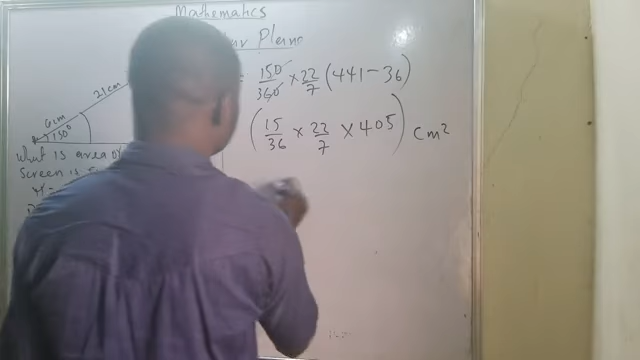 Mathematics
Plane
= 150/360 × 22/7 (441 - 36)
(15/36 × 22/7 × 405) cm²
21cm
6cm
150°
what is area of
Screen is